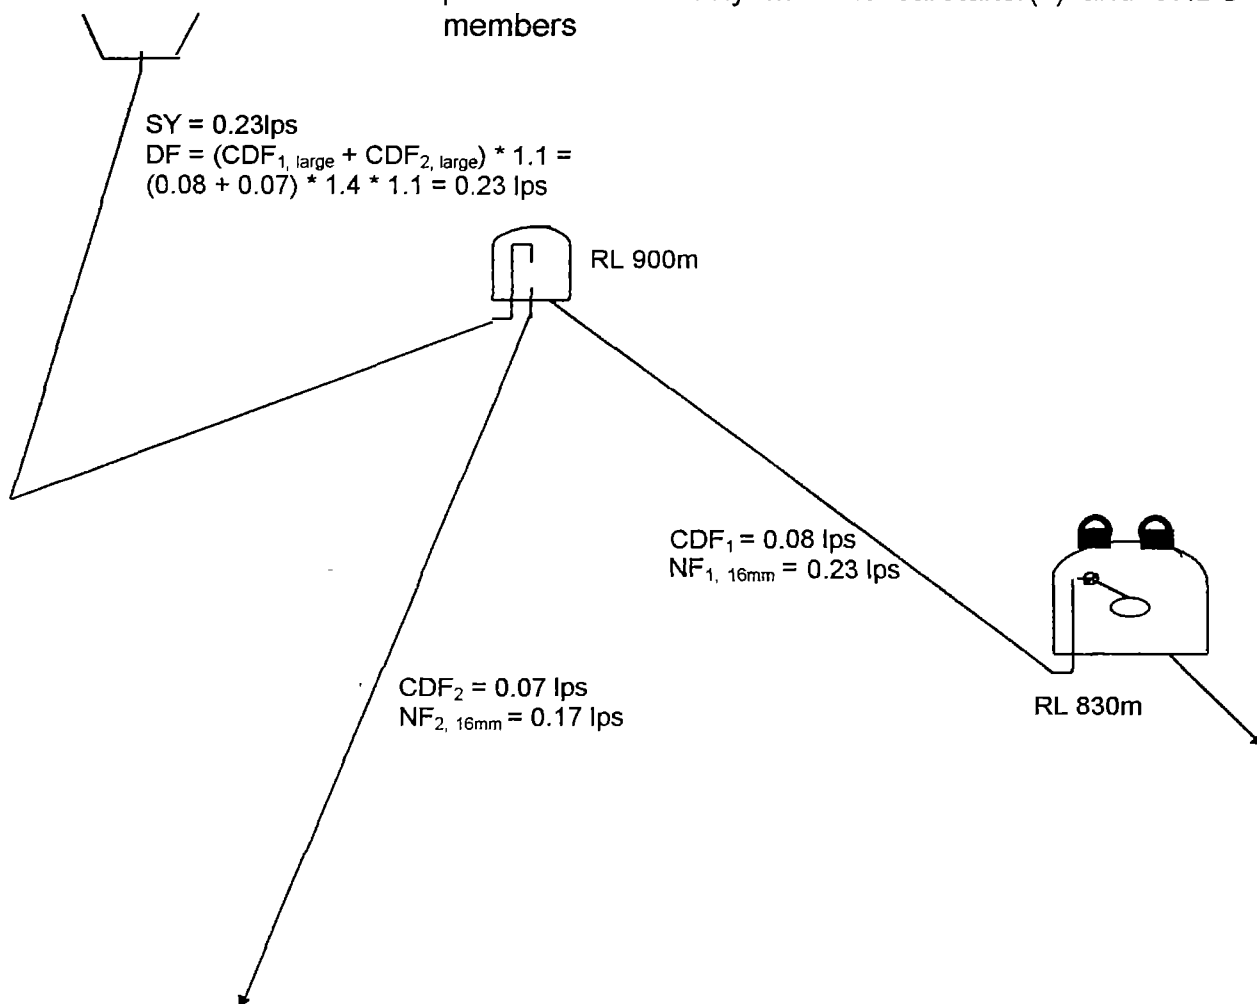 members
SY = 0.23lps
DF = (CDF1, large + CDF2, large) * 1.1 =
(0.08 + 0.07) * 1.4 * 1.1 = 0.23 lps
RL 900m
CDF1 = 0.08 lps
NF1, 16mm = 0.23 lps
CDF2 = 0.07 lps
NF2, 16mm = 0.17 lps
RL 830m